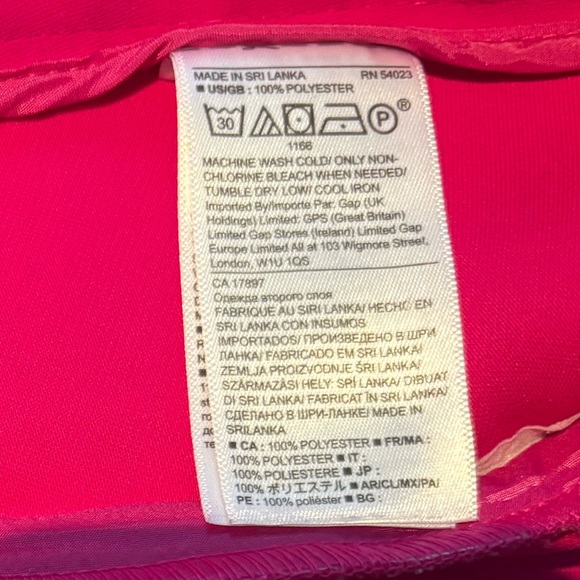 MADE IN SRI LANKA RN 54023
■ US/GB : 100% POLYESTER
30 P ®
1166
MACHINE WASH COLD/ ONLY NON-
CHLORINE BLEACH WHEN NEEDED/
TUMBLE DRY LOW/ COOL IRON
Imported By/Importe Par: Gap (UK
Holdings) Limited: GPS (Great Britain)
Limited Gap Stores (Ireland) Limited Gap
Europe Limited All at 103 Wigmore Street,
London, W1U 1QS
CA 17897
Одежда второго слоя
FABRIQUE AU SIRI LANKA/ HECHO EN
SRI LANKA CON INSUMOS
IMPORTADOS/ ПРОИЗВЕДЕНО В ШРИ
ЛАНКА/ FABRICADO EM SRI LANKA/
ZEMLJA PROIZVODNJE ŠRI LANKA/
SZÁRMAZÁSI HELY: SRÍ LANKA/ DIBUAT
DI SRI LANKA/ FABRICAT ÎN SRI LANKA/
СДЕЛАНО В ШРИ-ЛАНКЕ/ MADE IN
SRILANKA
■ CA : 100% POLYESTER ■ FR/MA :
100% POLYESTER ■ IT :
100% POLIESTERE ■ JP :
100% ポリエステル ■ AR/CL/MX/PA/
PE : 100% poliéster ■ BG :